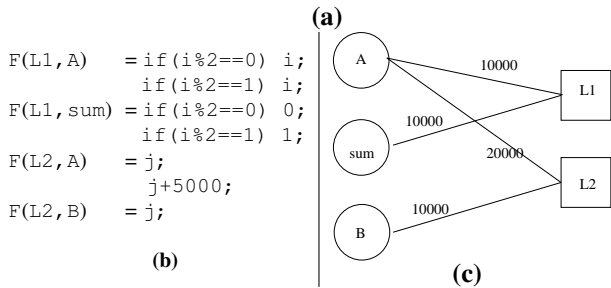 (a)
F(L1,A) = if(i%2==0) i;
if(i%2==1) i;
F(L1,sum) = if(i%2==0) 0;
if(i%2==1) 1;
F(L2,A) = j;
j+5000;
F(L2,B) = j;
(b)
A
10000
L1
sum
10000
20000
L2
B
10000
(c)